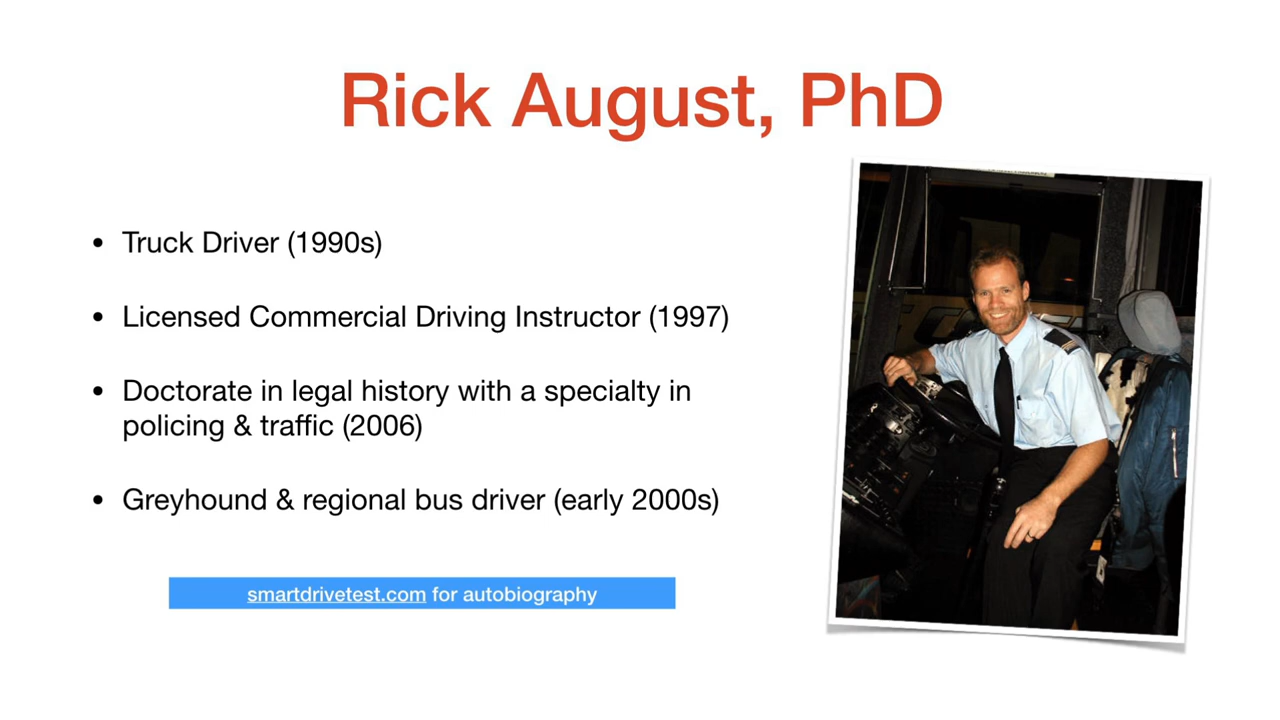 Rick August, PhD
• Truck Driver (1990s)
• Licensed Commercial Driving Instructor (1997)
• Doctorate in legal history with a specialty in
policing & traffic (2006)
• Greyhound & regional bus driver (early 2000s)
smartdrivetest.com for autobiography